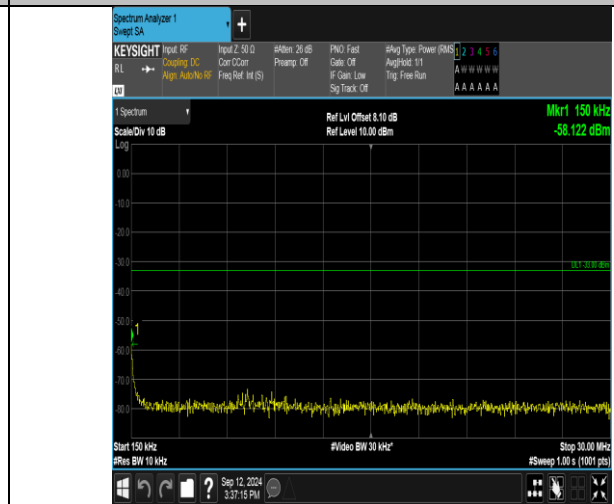 Spectrum Analyzer 1
Swept SA
+
KEYSIGHT Input: RF Input Z: 50 Ω #Atten: 26 dB PNO: Fast #Avg Type: Power (RMS 1 2 3 4 5 6
RL Coupling: DC Corr CCorr Preamp: Off Gate: Off Avg|Hold: 1/1 A W W W W W
Align: Auto/No RF Freq Ref: Int (S) IF Gain: Low Trig: Free Run
LXI Sig Track: Off A A A A A A
1 Spectrum Ref Lvl Offset 8.10 dB Mkr1 150 kHz
Scale/Div 10 dB Ref Level 10.00 dBm -58.122 dBm
Log
0.00
-10.0
-20.0
-30.0 DL1 -33.00 dBm
-40.0
-50.0
1
-60.0
-70.0
-80.0
Start 150 kHz #Video BW 30 kHz* Stop 30.00 MHz
#Res BW 10 kHz #Sweep 1.00 s (1001 pts)
? Sep 12, 2024
3:37:15 PM